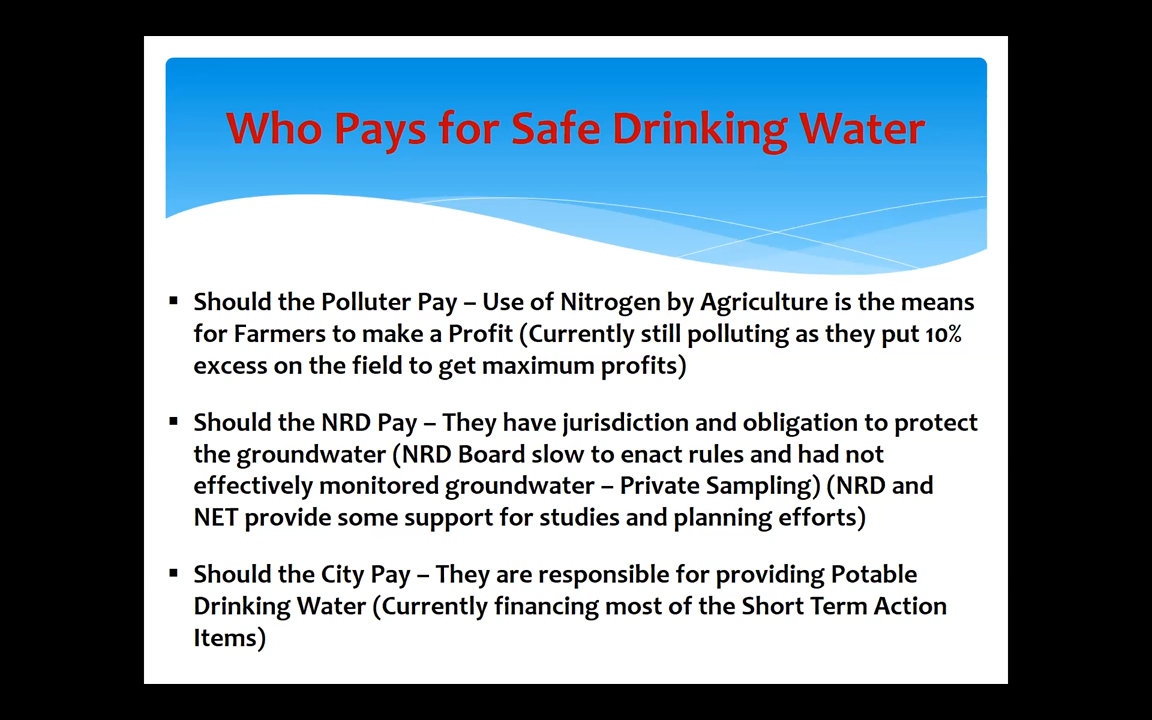 Who Pays for Safe Drinking Water
▪ Should the Polluter Pay – Use of Nitrogen by Agriculture is the means
for Farmers to make a Profit (Currently still polluting as they put 10%
excess on the field to get maximum profits)
▪ Should the NRD Pay – They have jurisdiction and obligation to protect
the groundwater (NRD Board slow to enact rules and had not
effectively monitored groundwater – Private Sampling) (NRD and
NET provide some support for studies and planning efforts)
▪ Should the City Pay – They are responsible for providing Potable
Drinking Water (Currently financing most of the Short Term Action
Items)